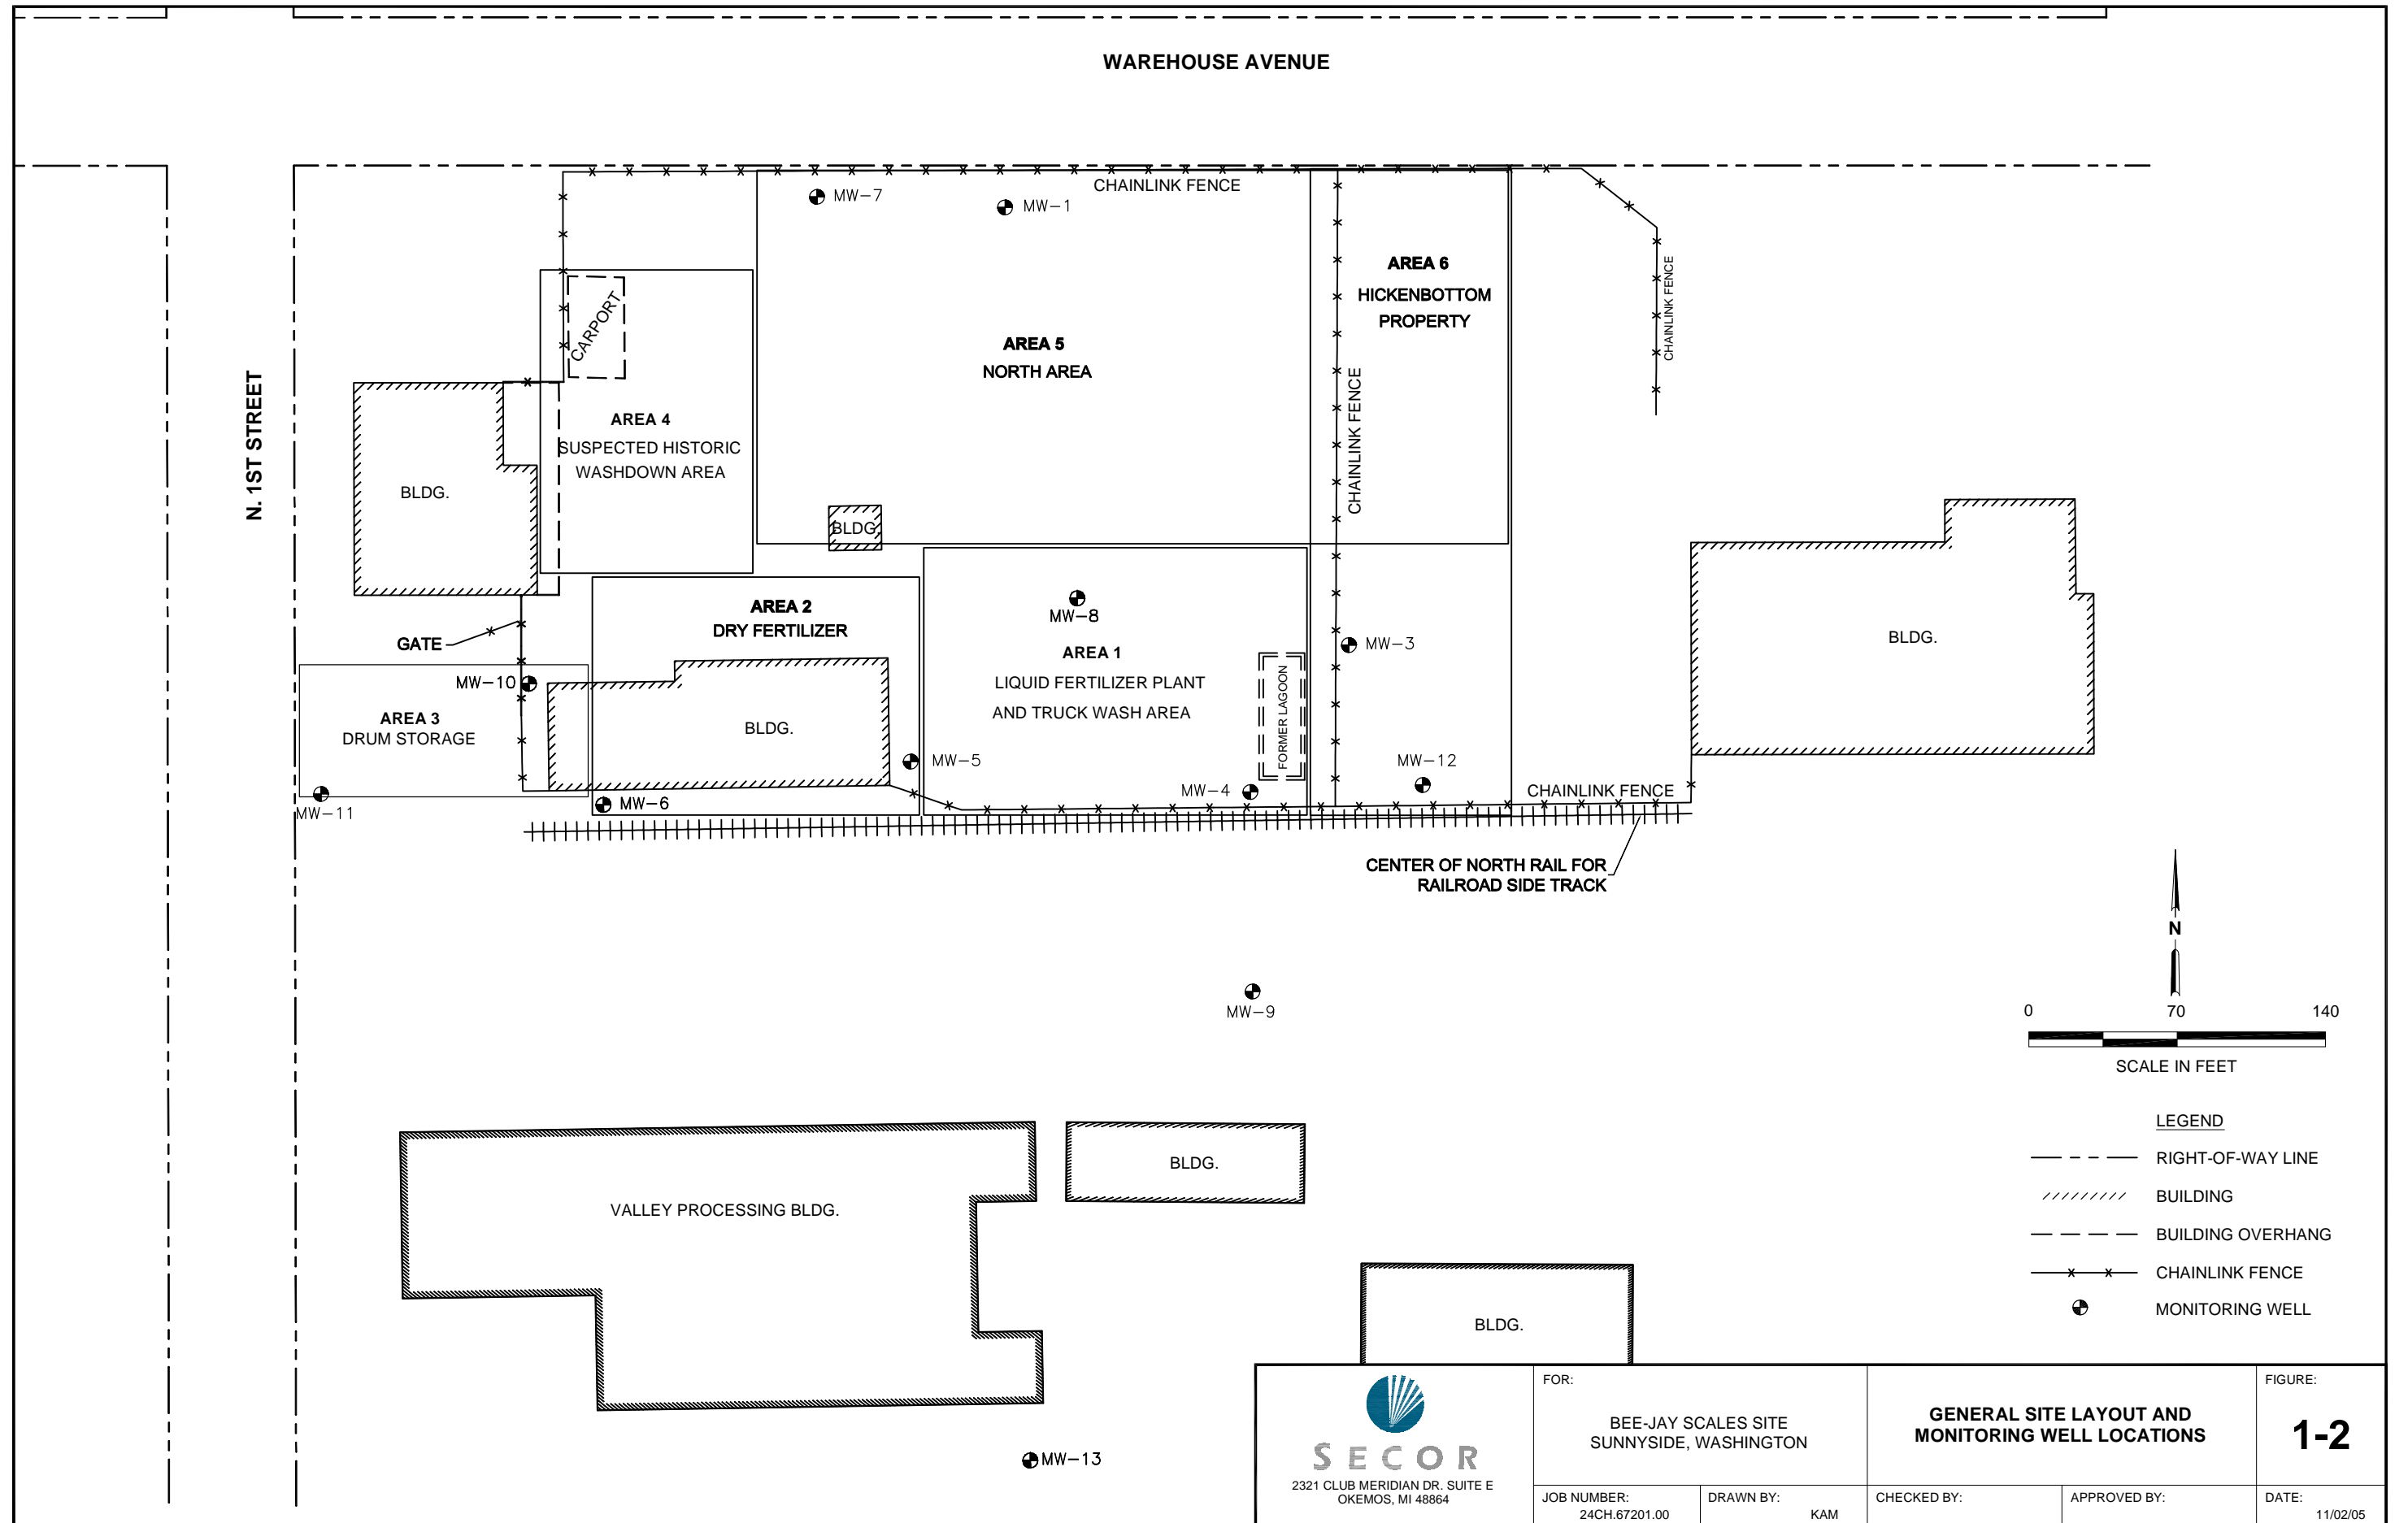 WAREHOUSE AVENUE
CHAINLINK FENCE
MW-7
MW-1
AREA 6
HICKENBOTTOM
PROPERTY
CHAINLINK FENCE
CARPORT
AREA 5
NORTH AREA
N. 1ST STREET
CHAINLINK FENCE
AREA 4
SUSPECTED HISTORIC
WASHDOWN AREA
BLDG.
BLDG.
AREA 2
DRY FERTILIZER
MW-8
GATE
AREA 1
LIQUID FERTILIZER PLANT
AND TRUCK WASH AREA
FORMER LAGOON
MW-3
BLDG.
MW-10
AREA 3
DRUM STORAGE
BLDG.
MW-5
MW-12
MW-4
CHAINLINK FENCE
MW-6
MW-11
CENTER OF NORTH RAIL FOR
RAILROAD SIDE TRACK
N
MW-9
0 70 140
SCALE IN FEET
LEGEND
RIGHT-OF-WAY LINE
BUILDING
BUILDING OVERHANG
CHAINLINK FENCE
MONITORING WELL
BLDG.
VALLEY PROCESSING BLDG.
BLDG.
MW-13
SECOR
2321 CLUB MERIDIAN DR. SUITE E
OKEMOS, MI 48864
FOR:
BEE-JAY SCALES SITE
SUNNYSIDE, WASHINGTON
GENERAL SITE LAYOUT AND
MONITORING WELL LOCATIONS
FIGURE:
1-2
JOB NUMBER:
24CH.67201.00
DRAWN BY:
KAM
CHECKED BY:
APPROVED BY:
DATE:
11/02/05